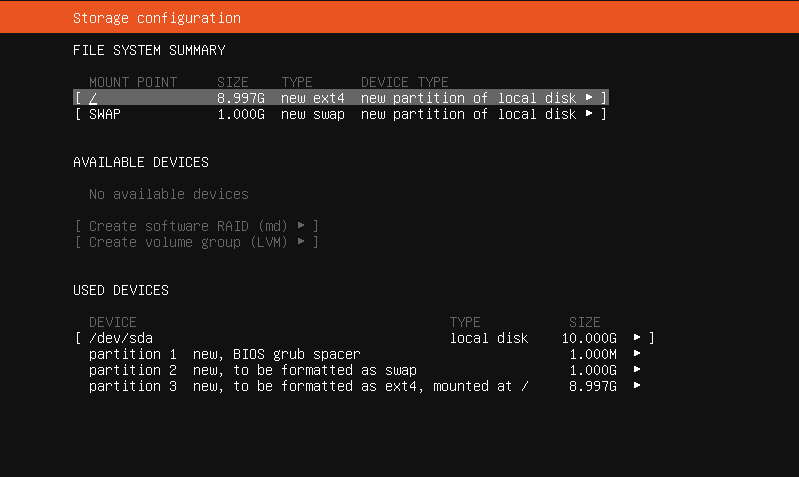 Storage configuration
FILE SYSTEM SUMMARY
MOUNT POINT SIZE TYPE DEVICE TYPE
[ / 8.997G new ext4 new partition of local disk ▸ ]
[ SWAP 1.000G new swap new partition of local disk ▸ ]
AVAILABLE DEVICES
No available devices
[ Create software RAID (md) ▸ ]
[ Create volume group (LVM) ▸ ]
USED DEVICES
DEVICE TYPE SIZE
[ /dev/sda local disk 10.000G ▸ ]
partition 1 new, BIOS grub spacer 1.000M ▸
partition 2 new, to be formatted as swap 1.000G ▸
partition 3 new, to be formatted as ext4, mounted at / 8.997G ▸